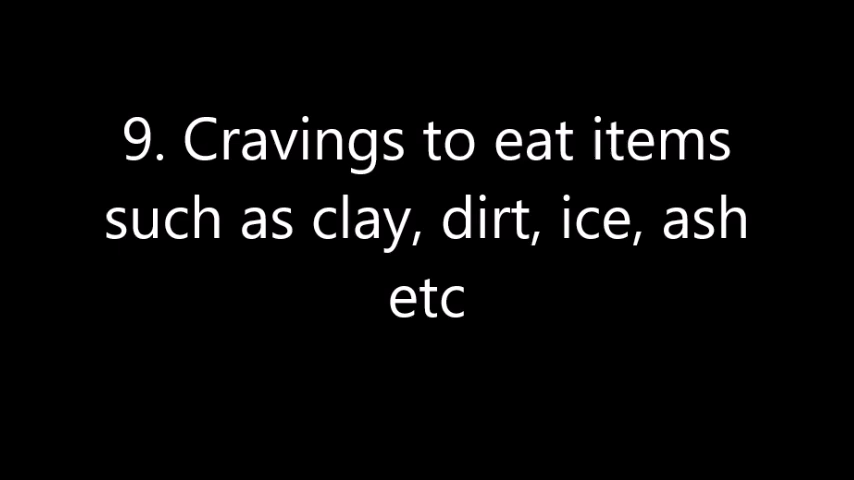 9. Cravings to eat items
such as clay, dirt, ice, ash
etc